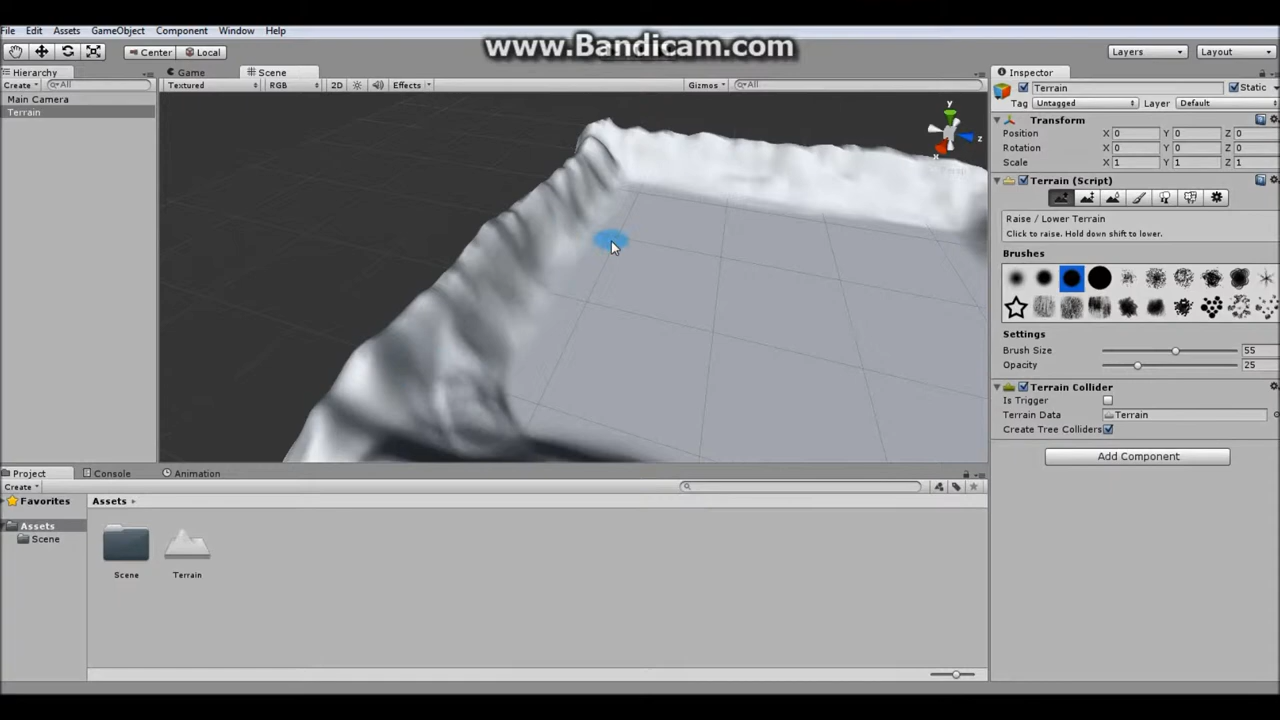 www.Bandicam.com
File Edit Assets GameObject Component Window Help
Center Local Layers Layout
Hierarchy
Create All
Main Camera
Terrain
Game Scene
Textured RGB 2D Effects Gizmos All
y
z
x
Inspector
Terrain Static
Tag Untagged Layer Default
Transform
Position X 0 Y 0 Z 0
Rotation X 0 Y 0 Z 0
Scale X 1 Y 1 Z 1
Terrain (Script)
Raise / Lower Terrain
Click to raise. Hold down shift to lower.
Brushes
Settings
Brush Size 55
Opacity 25
Terrain Collider
Is Trigger
Terrain Data Terrain
Create Tree Colliders
Add Component
Project Console Animation
Create
Favorites
Assets
Scene
Assets
Scene Terrain